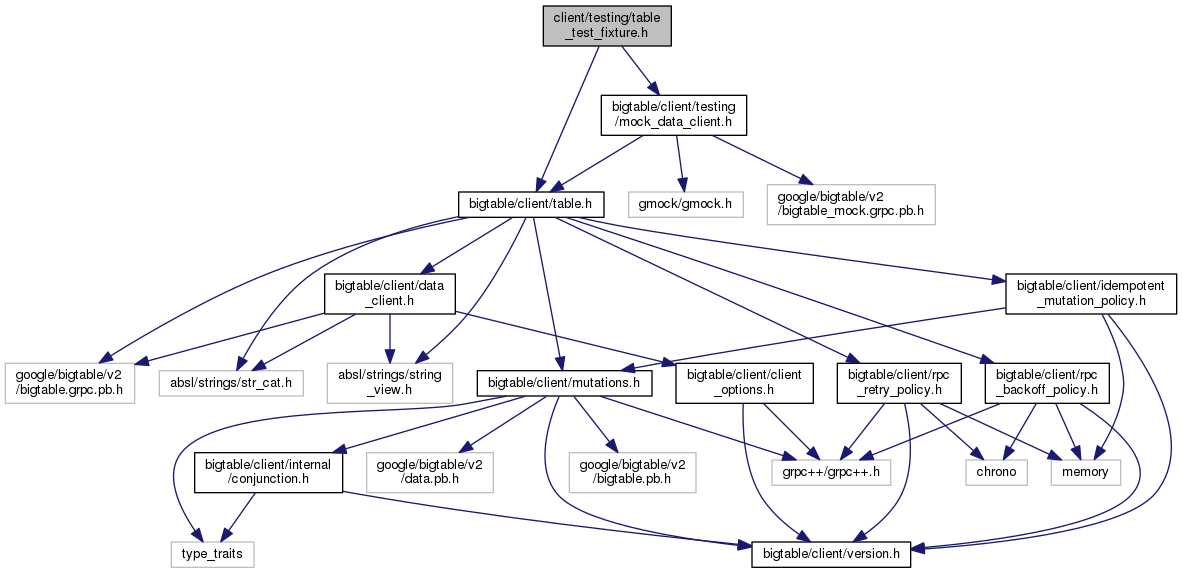 client/testing/table
_test_fixture.h
bigtable/client/testing
/mock_data_client.h
bigtable/client/table.h
gmock/gmock.h
google/bigtable/v2
/bigtable_mock.grpc.pb.h
bigtable/client/data
_client.h
bigtable/client/idempotent
_mutation_policy.h
google/bigtable/v2
/bigtable.grpc.pb.h
absl/strings/str_cat.h
absl/strings/string
_view.h
bigtable/client/mutations.h
bigtable/client/client
_options.h
bigtable/client/rpc
_retry_policy.h
bigtable/client/rpc
_backoff_policy.h
bigtable/client/internal
/conjunction.h
google/bigtable/v2
/data.pb.h
google/bigtable/v2
/bigtable.pb.h
grpc++/grpc++.h
chrono
memory
type_traits
bigtable/client/version.h